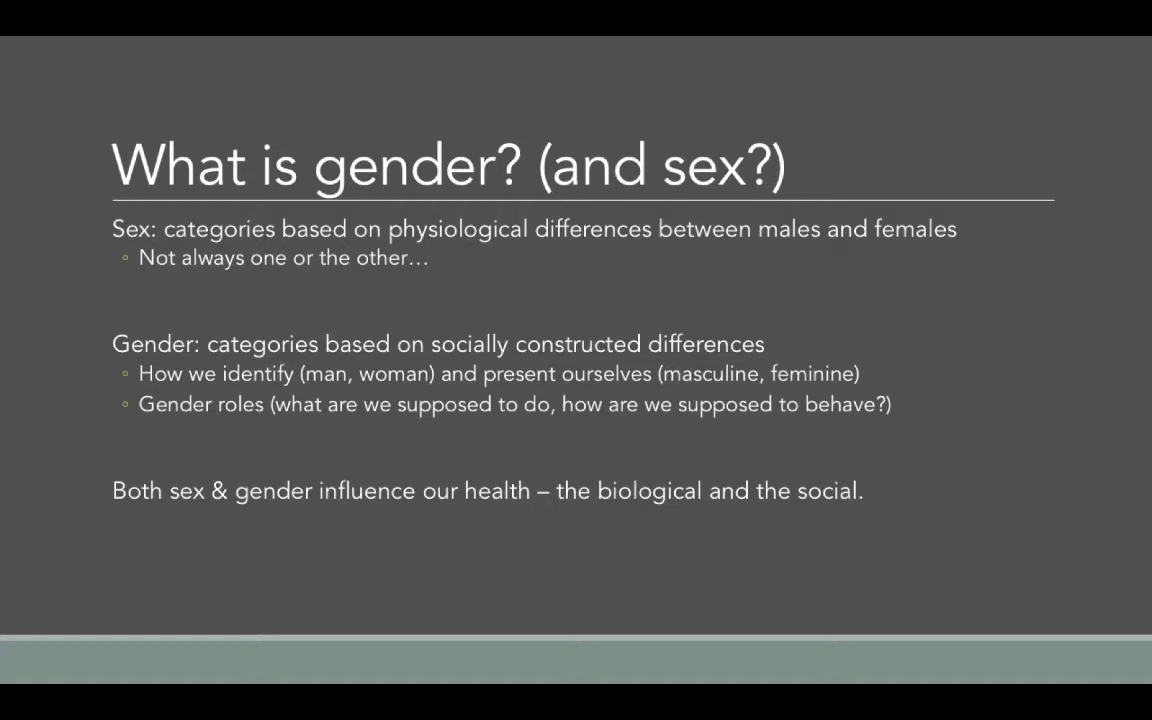 What is gender? (and sex?)
Sex: categories based on physiological differences between males and females
◦ Not always one or the other…
Gender: categories based on socially constructed differences
◦ How we identify (man, woman) and present ourselves (masculine, feminine)
◦ Gender roles (what are we supposed to do, how are we supposed to behave?)
Both sex & gender influence our health – the biological and the social.